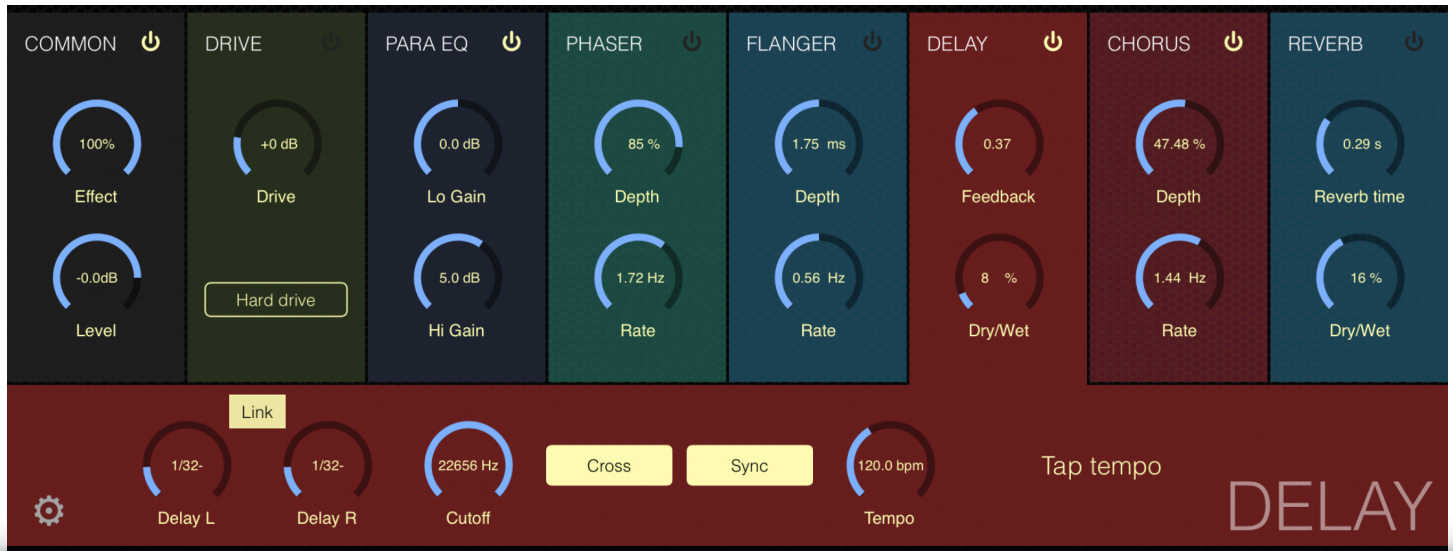 COMMON DRIVE PARA EQ PHASER FLANGER DELAY CHORUS REVERB
100% +0 dB 0.0 dB 85 % 1.75 ms 0.37 47.48 % 0.29 s
Effect Drive Lo Gain Depth Depth Feedback Depth Reverb time
-0.0dB 5.0 dB 1.72 Hz 0.56 Hz 8 % 1.44 Hz 16 %
Hard drive
Level Hi Gain Rate Rate Dry/Wet Rate Dry/Wet
Link
1/32- 1/32- 22656 Hz Cross Sync 120.0 bpm Tap tempo
Delay L Delay R Cutoff Tempo
DELAY